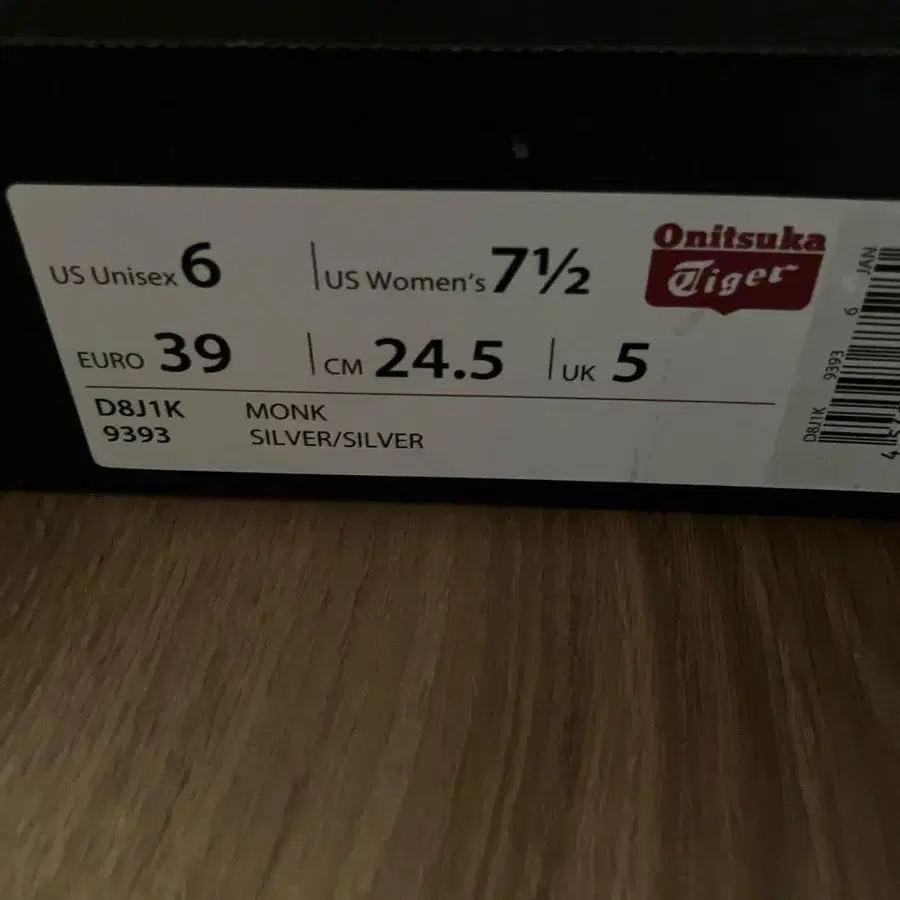 US Unisex 6 US Women's 7½
Onitsuka
Tiger
EURO 39 CM 24.5 UK 5
D8J1K MONK
9393 SILVER/SILVER
D8J1K 9393 6 JAN